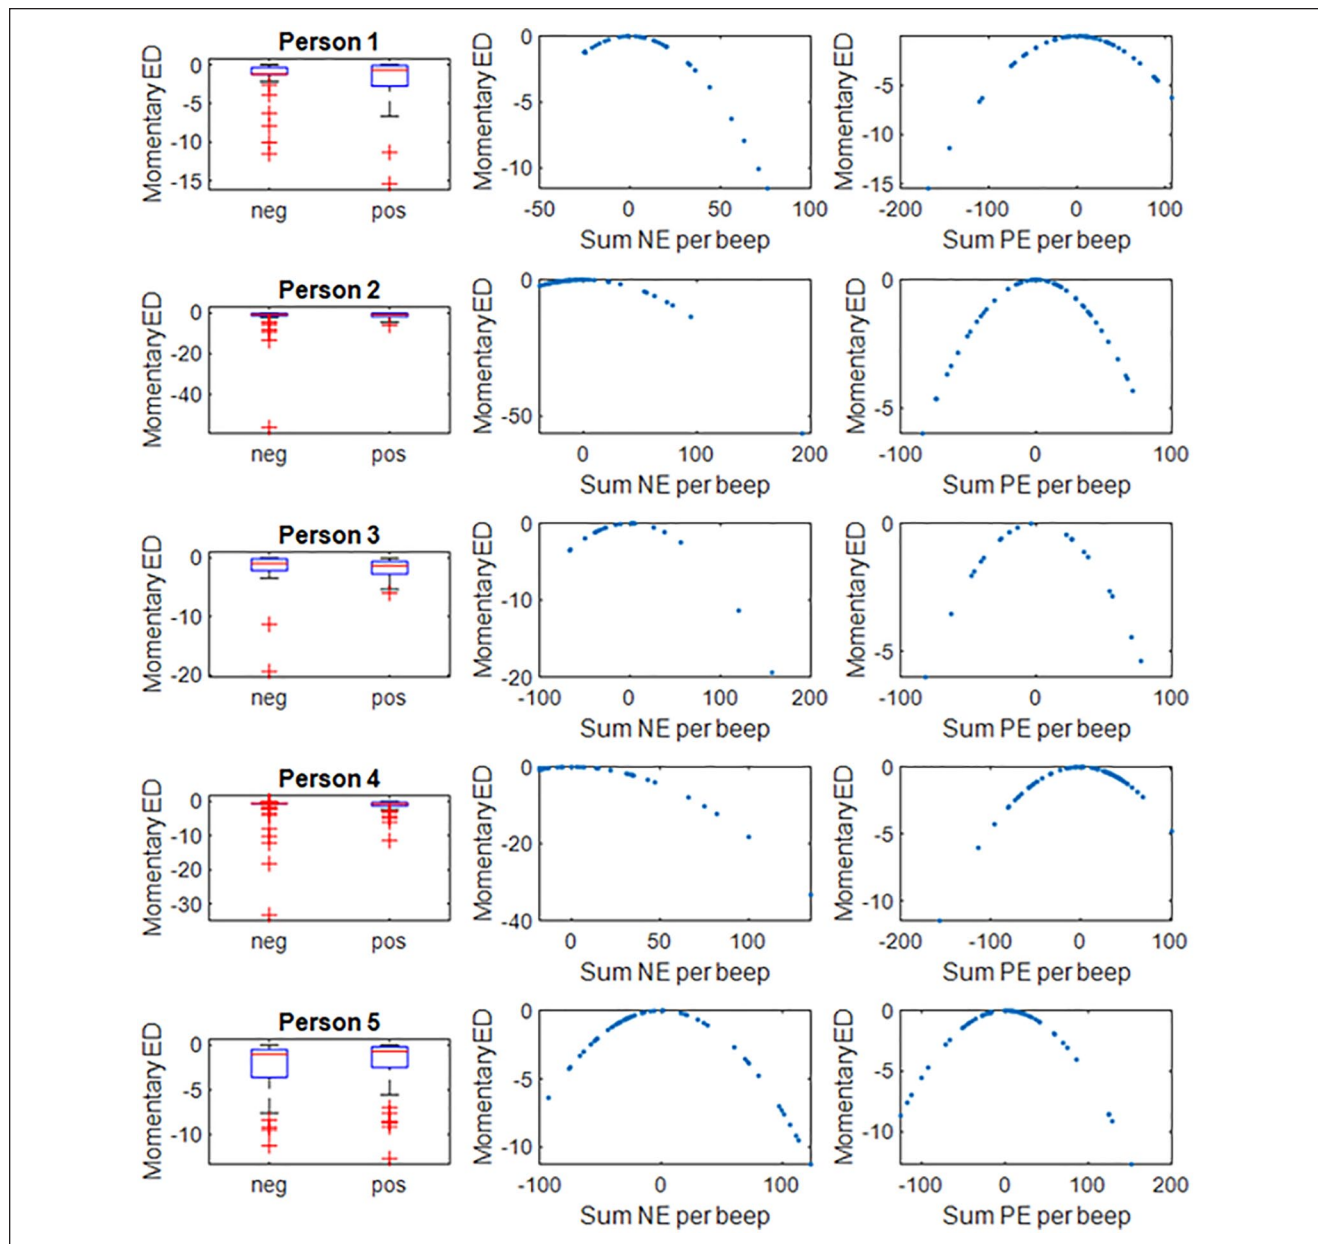 Person 1
Momentary ED
0
-5
-10
-15
neg pos
Momentary ED
0
-5
-10
-50 0 50 100
Sum NE per beep
Momentary ED
-5
-10
-15
-200 -100 0 100
Sum PE per beep
Person 2
Momentary ED
0
-20
-40
neg pos
Momentary ED
0
-50
0 100 200
Sum NE per beep
Momentary ED
0
-5
-100 0 100
Sum PE per beep
Person 3
Momentary ED
0
-10
-20
neg pos
Momentary ED
0
-10
-20
-100 0 100 200
Sum NE per beep
Momentary ED
0
-5
-100 0 100
Sum PE per beep
Person 4
Momentary ED
0
-10
-20
-30
neg pos
Momentary ED
0
-20
-40
0 50 100
Sum NE per beep
Momentary ED
0
-5
-10
-200 -100 0 100
Sum PE per beep
Person 5
Momentary ED
0
-5
-10
neg pos
Momentary ED
0
-5
-10
-100 0 100
Sum NE per beep
Momentary ED
0
-5
-10
-100 0 100 200
Sum PE per beep